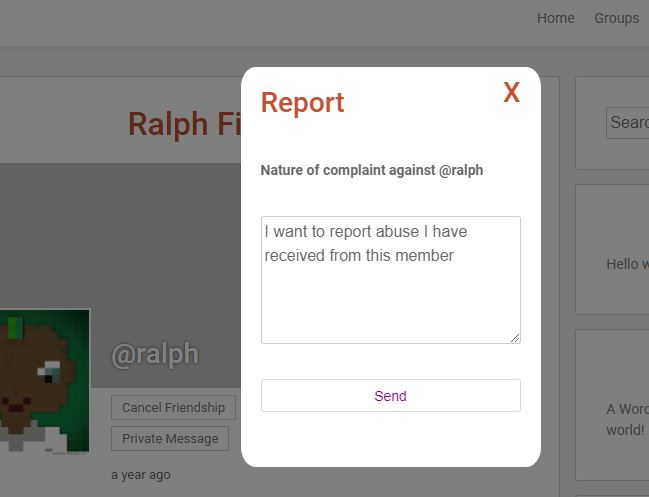 Home Groups
Report X
Ralph Fi
Searc
Nature of complaint against @ralph
I want to report abuse I have
received from this member
Hello w
@ralph
Send
Cancel Friendship
A Word
Private Message
world!
a year ago